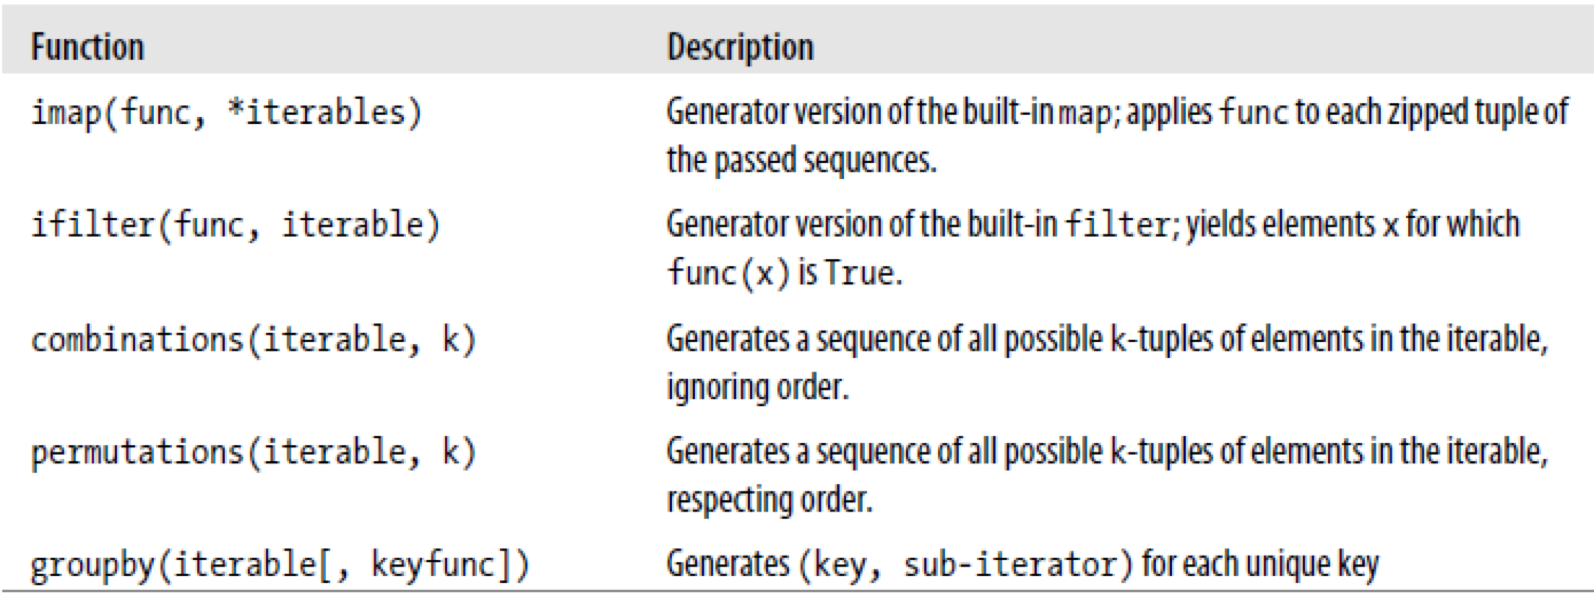 Function Description
imap(func, *iterables) Generator version of the built-in map; applies func to each zipped tuple of
the passed sequences.
ifilter(func, iterable) Generator version of the built-in filter; yields elements x for which
func(x) is True.
combinations(iterable, k) Generates a sequence of all possible k-tuples of elements in the iterable,
ignoring order.
permutations(iterable, k) Generates a sequence of all possible k-tuples of elements in the iterable,
respecting order.
groupby(iterable[, keyfunc]) Generates (key, sub-iterator) for each unique key